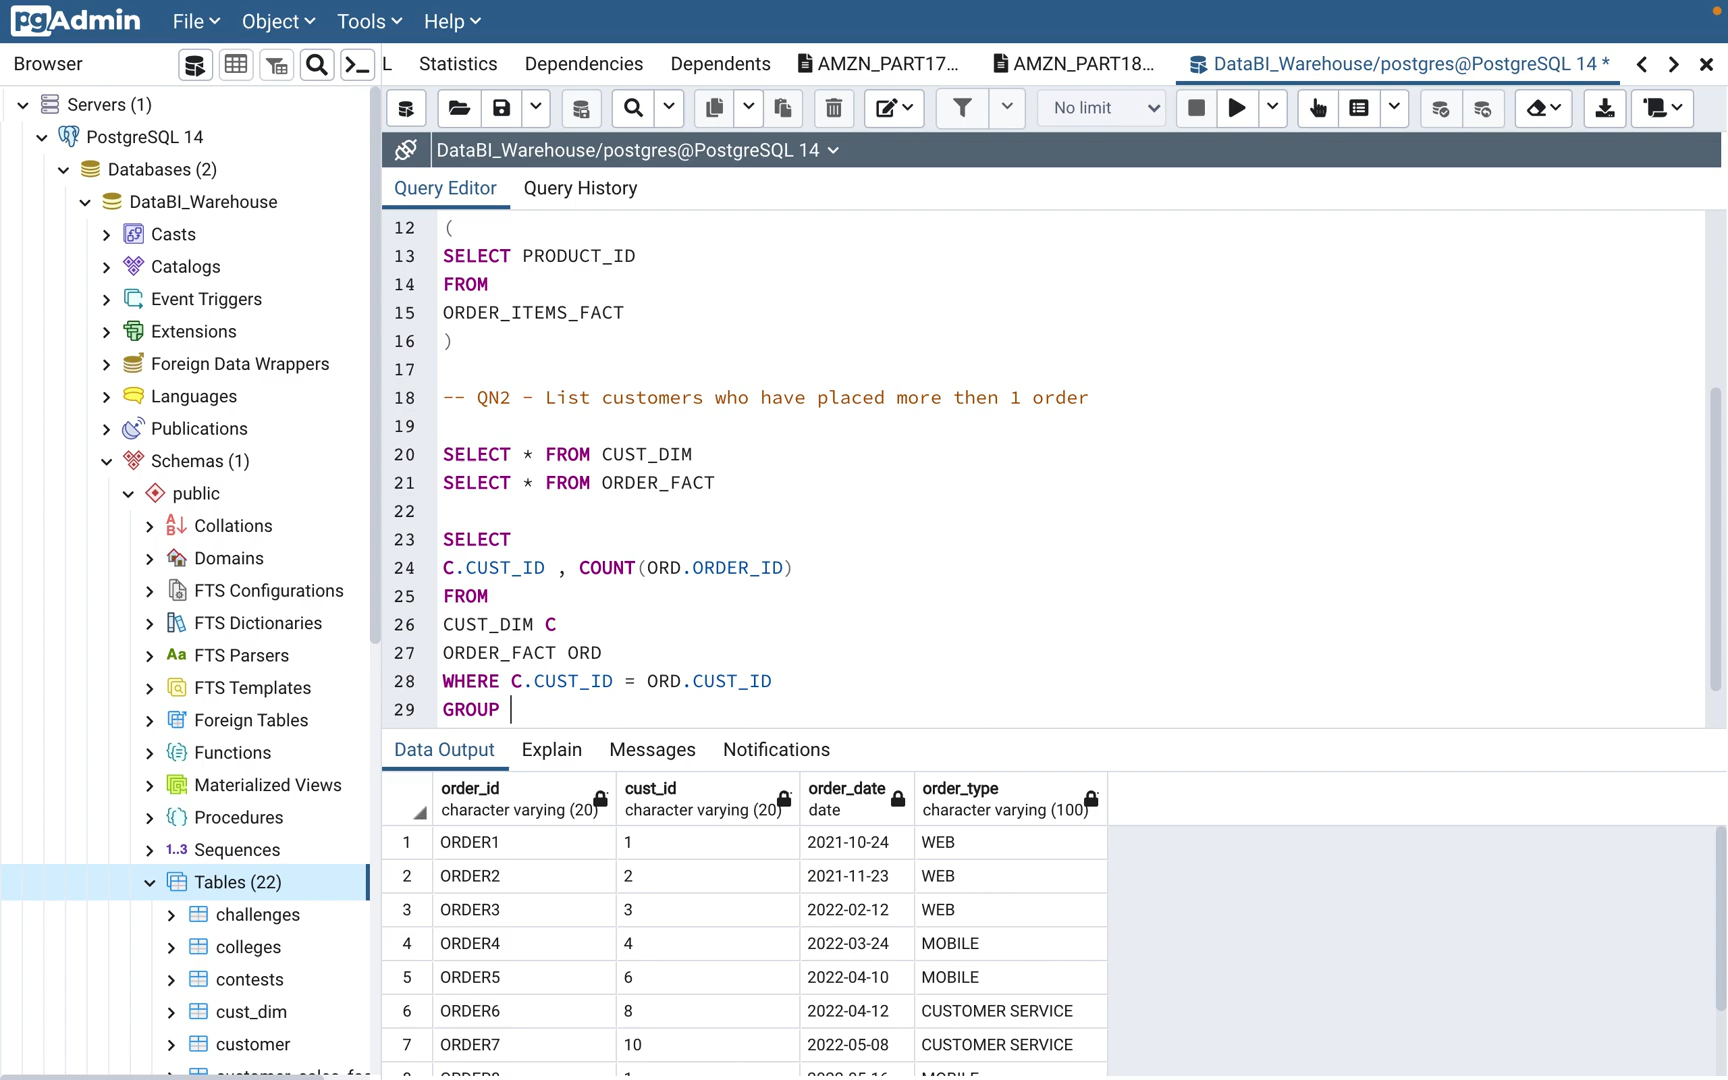 pgAdmin File Object Tools Help
Browser
L Statistics Dependencies Dependents AMZN_PART17... AMZN_PART18... DataBI_Warehouse/postgres@PostgreSQL 14 *
No limit
DataBI_Warehouse/postgres@PostgreSQL 14
Query Editor Query History
Servers (1)
PostgreSQL 14
Databases (2)
DataBI_Warehouse
Casts
Catalogs
Event Triggers
Extensions
Foreign Data Wrappers
Languages
Publications
Schemas (1)
public
Collations
Domains
FTS Configurations
FTS Dictionaries
Aa FTS Parsers
FTS Templates
Foreign Tables
Functions
Materialized Views
Procedures
1..3 Sequences
Tables (22)
challenges
colleges
contests
cust_dim
customer
12 (
13 SELECT PRODUCT_ID
14 FROM
15 ORDER_ITEMS_FACT
16 )
17
18 -- QN2 - List customers who have placed more then 1 order
19
20 SELECT * FROM CUST_DIM
21 SELECT * FROM ORDER_FACT
22
23 SELECT
24 C.CUST_ID , COUNT(ORD.ORDER_ID)
25 FROM
26 CUST_DIM C
27 ORDER_FACT ORD
28 WHERE C.CUST_ID = ORD.CUST_ID
29 GROUP
Data Output Explain Messages Notifications
order_id cust_id order_date order_type
character varying (20) character varying (20) date character varying (100)
1 ORDER1 1 2021-10-24 WEB
2 ORDER2 2 2021-11-23 WEB
3 ORDER3 3 2022-02-12 WEB
4 ORDER4 4 2022-03-24 MOBILE
5 ORDER5 6 2022-04-10 MOBILE
6 ORDER6 8 2022-04-12 CUSTOMER SERVICE
7 ORDER7 10 2022-05-08 CUSTOMER SERVICE